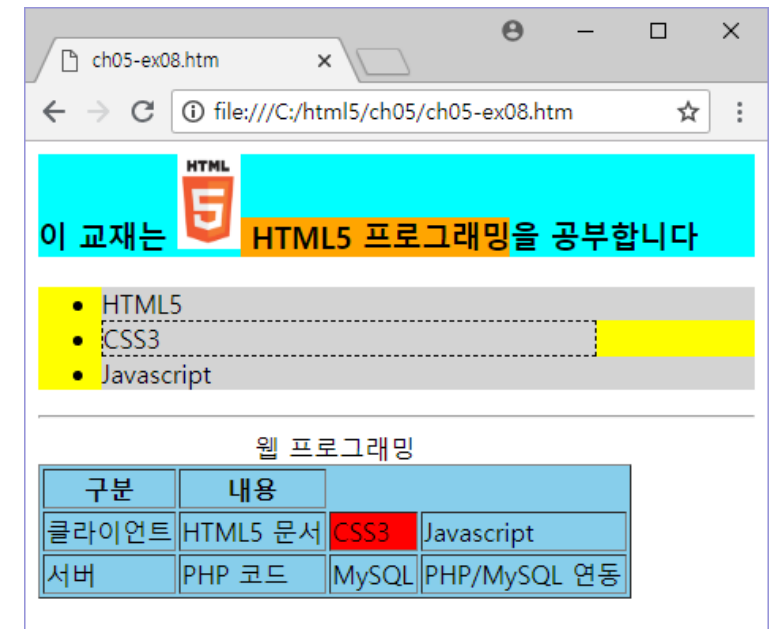 ch05-ex08.htm
file:///C:/html5/ch05/ch05-ex08.htm
HTML
5
이 교재는 HTML5 프로그래밍을 공부합니다
HTML5
CSS3
Javascript
웹 프로그래밍
구분 내용
클라이언트 HTML5 문서 CSS3 Javascript
서버 PHP 코드 MySQL PHP/MySQL 연동